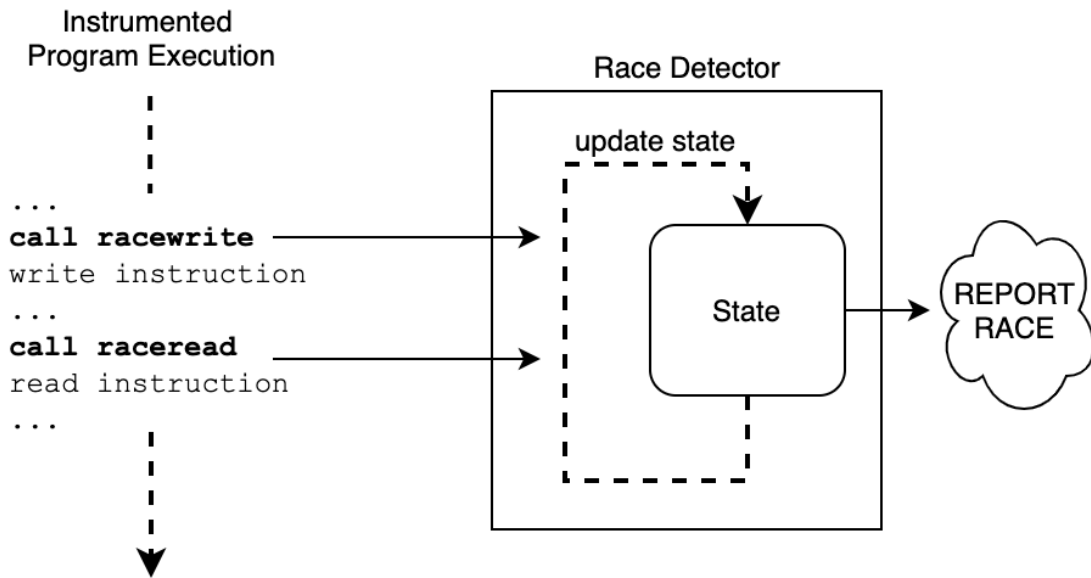 Instrumented
Program Execution
Race Detector
update state
...
call racewrite
write instruction
...
call raceread
read instruction
...
State
REPORT
RACE